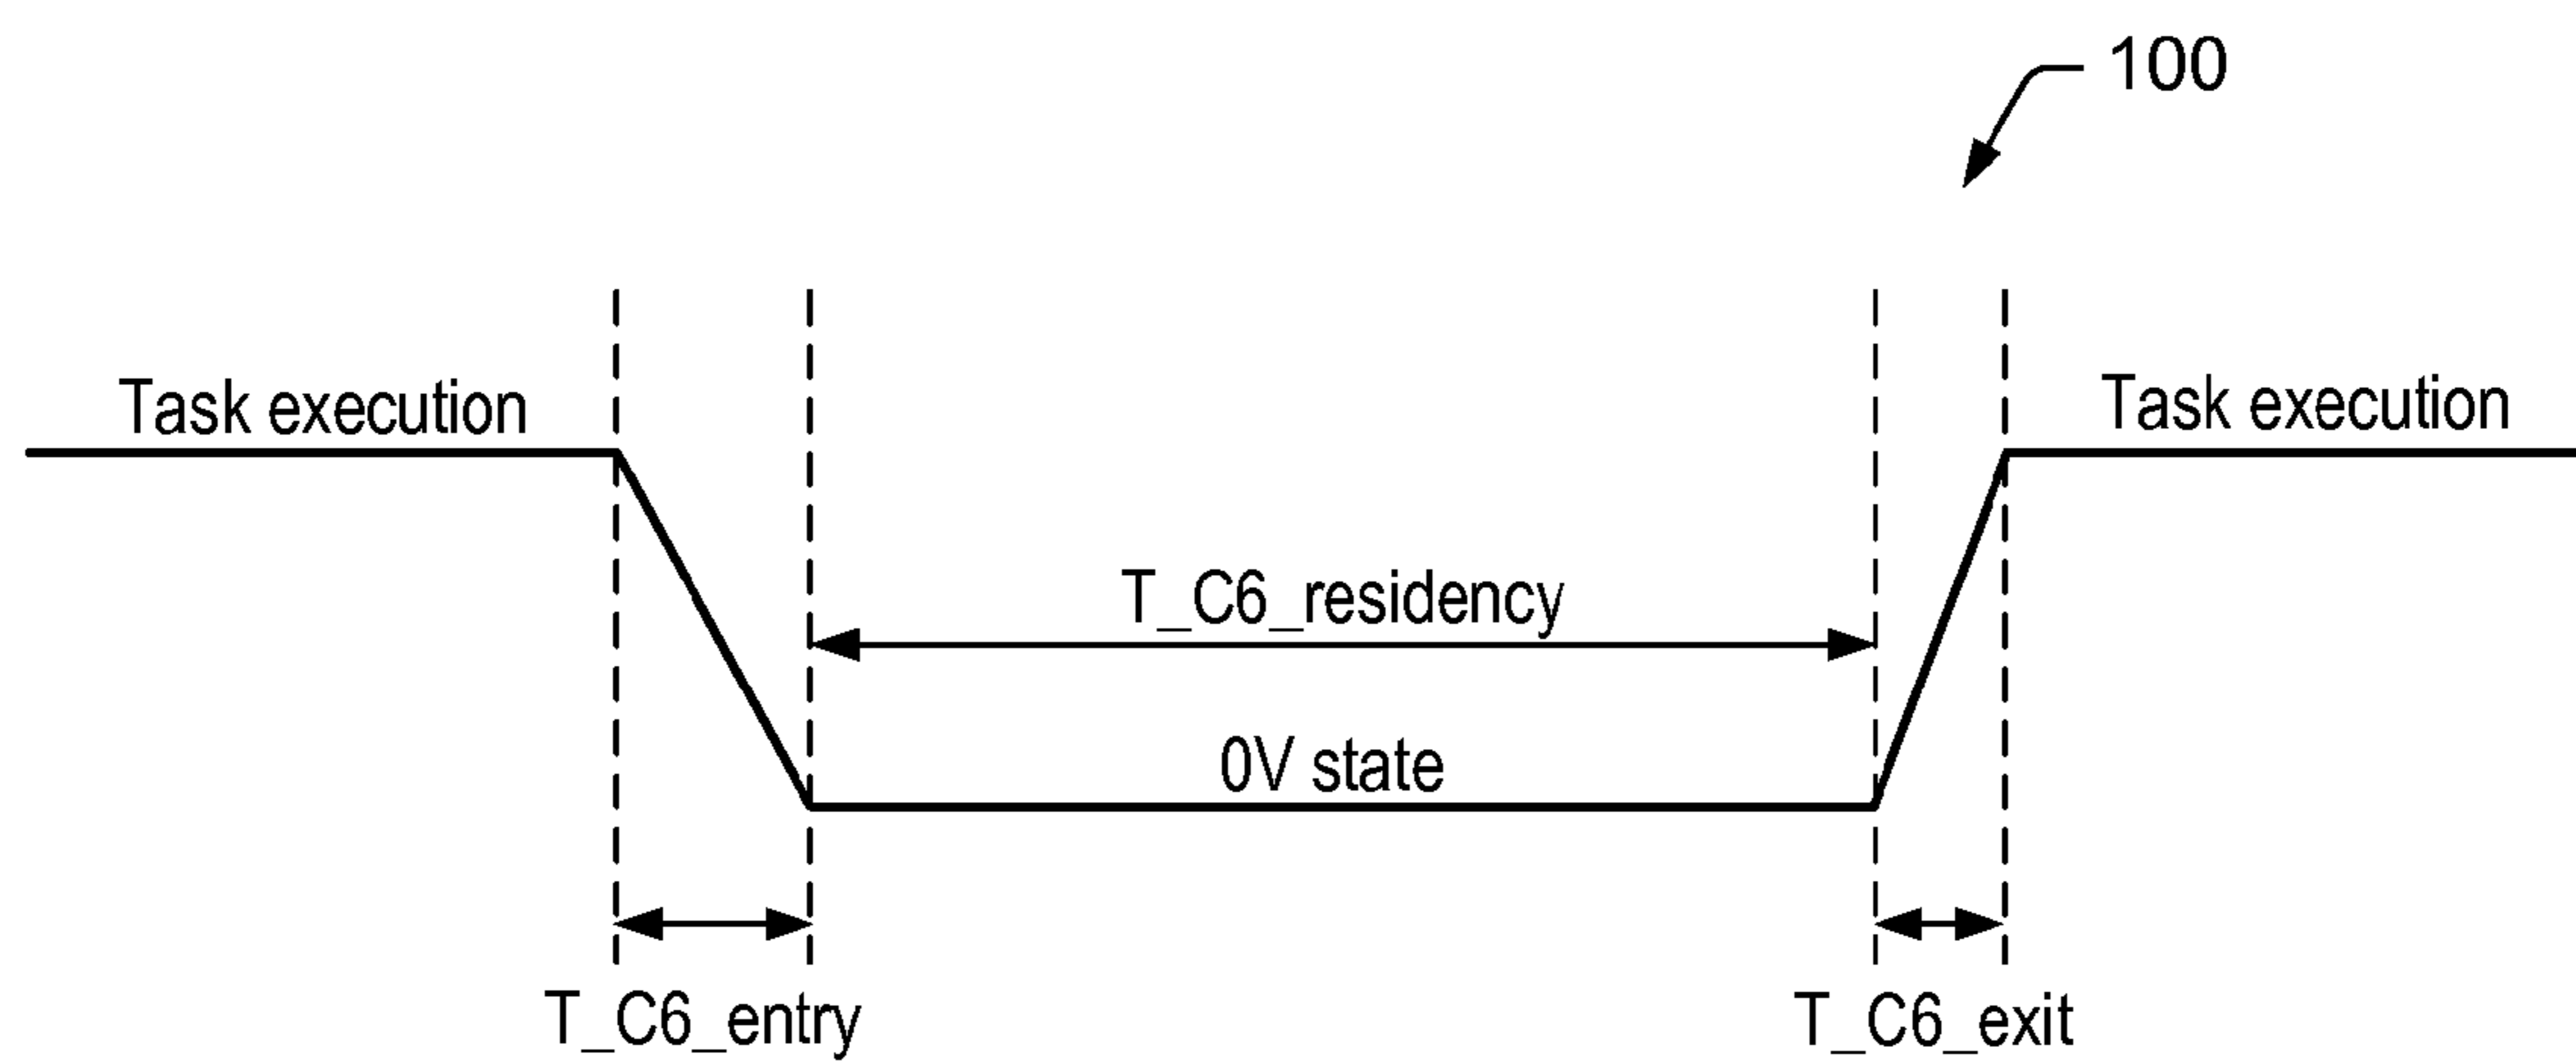 100
Task execution
Task execution
T_C6_residency
0V state
T_C6_entry
T_C6_exit